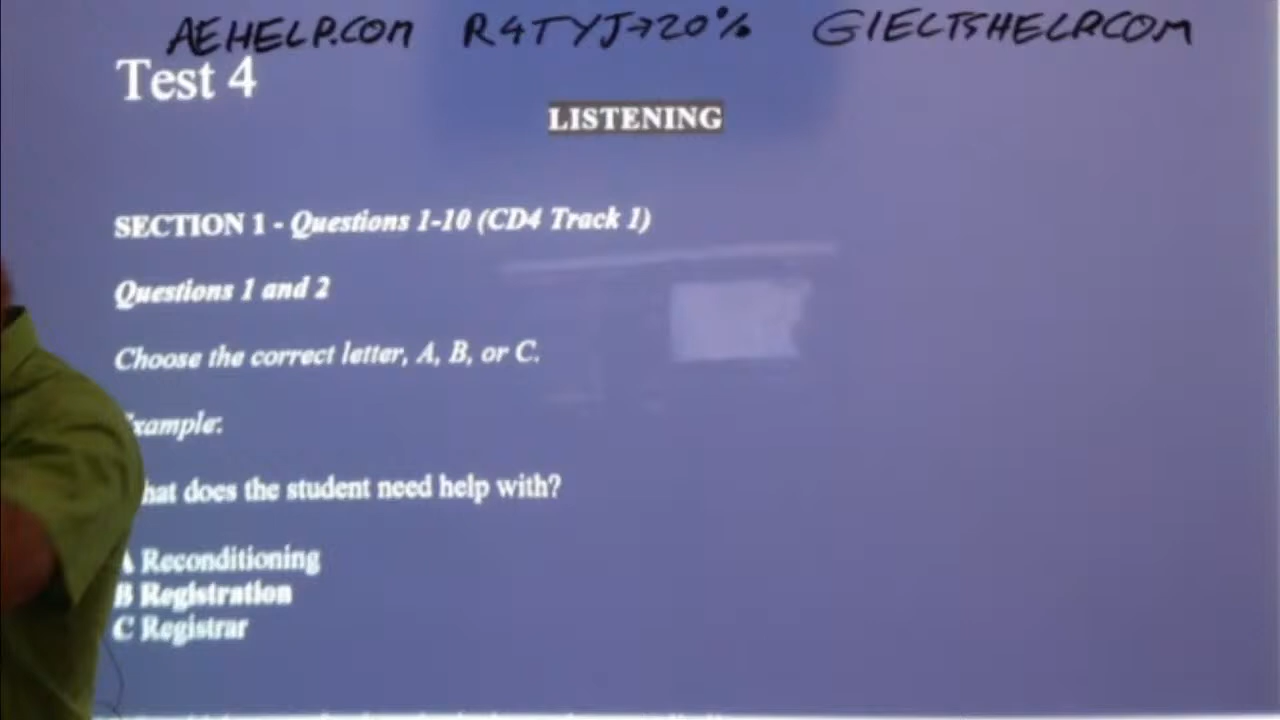 AEHELP.COM R4TYJ→20% GIELTSHELP.COM
Test 4
LISTENING
SECTION 1 - Questions 1-10 (CD4 Track 1)
Questions 1 and 2
Choose the correct letter, A, B, or C.
xample:
hat does the student need help with?
A Reconditioning
B Registration
C Registrar